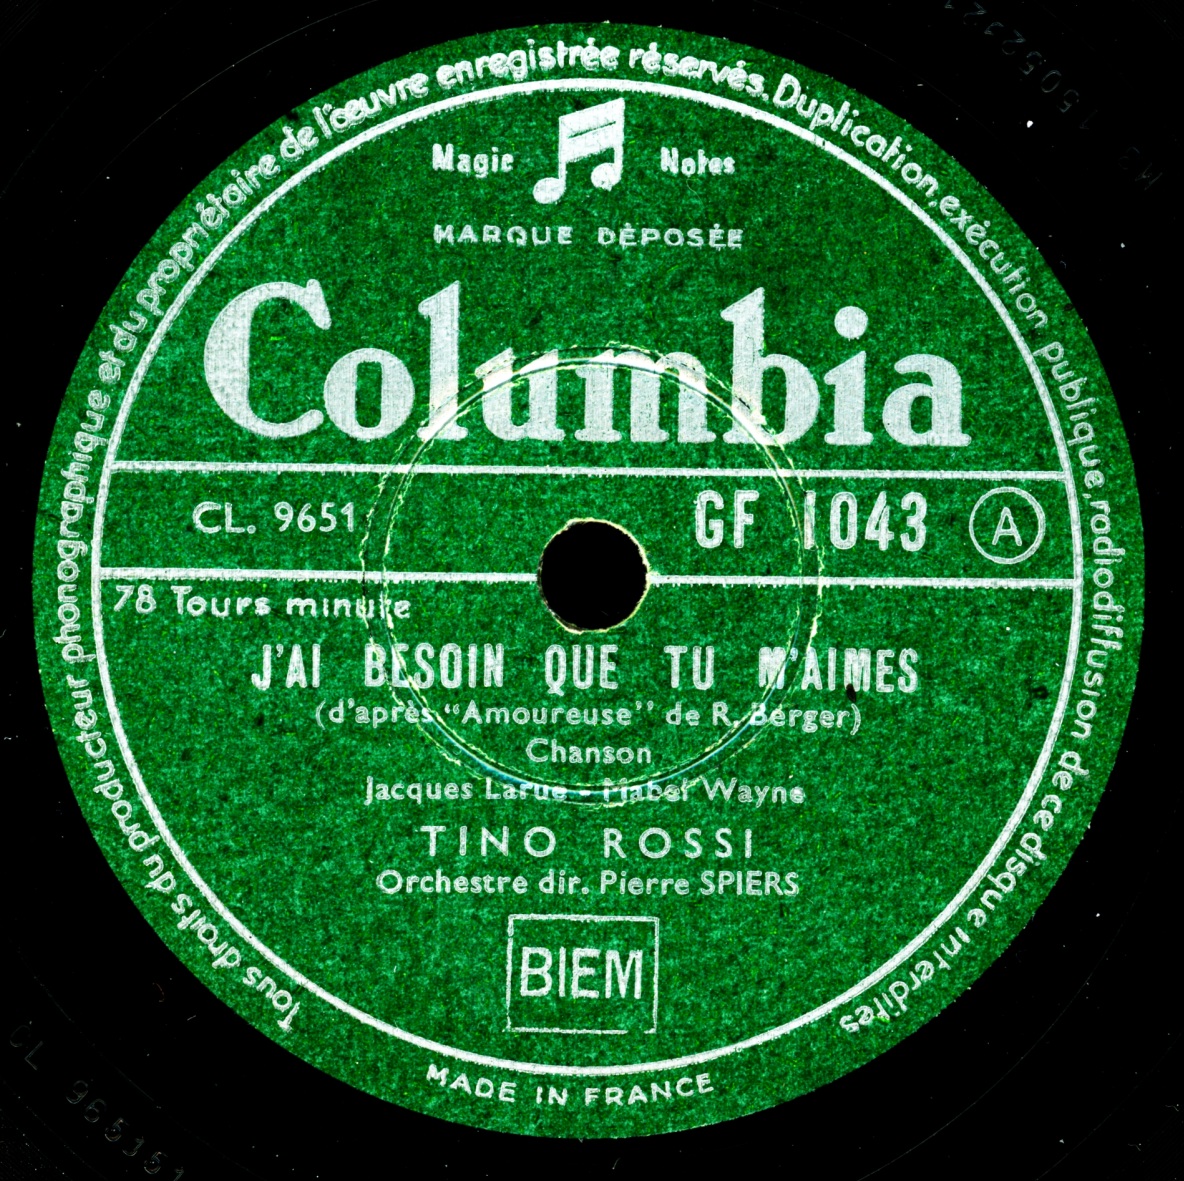 Tous droits du producteur phonographique et du propriétaire de l'œuvre enregistrée réservés. Duplication, exécution publique, radiodiffusion de ce disque interdites
Magic Notes
MARQUE DÉPOSÉE
Columbia
CL. 9651 GF 1043 A
78 Tours minute
J'AI BESOIN QUE TU M'AIMES
(d'après "Amoureuse" de R. Berger)
Chanson
Jacques Larue - Mabel Wayne
TINO ROSSI
Orchestre dir. Pierre SPIERS
BIEM
MADE IN FRANCE